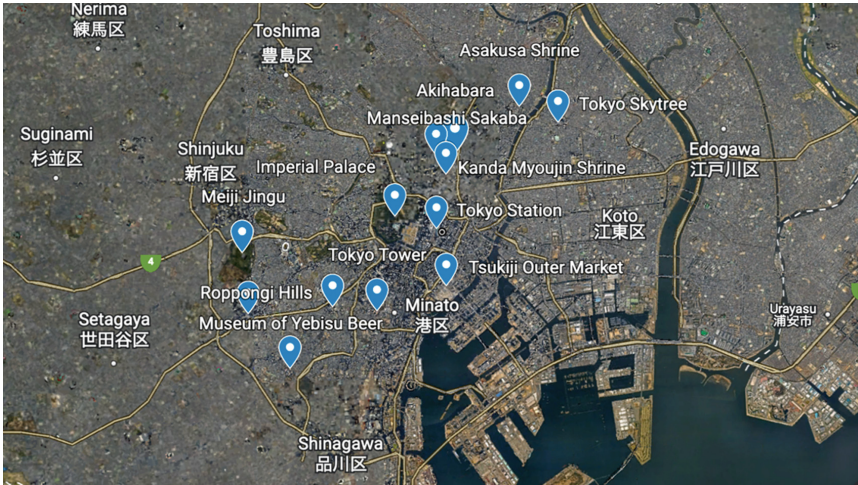 Nerima
練馬区
Toshima
豊島区
Asakusa Shrine
Akihabara
Tokyo Skytree
Manseibashi Sakaba
Suginami
杉並区
Shinjuku
新宿区
Edogawa
江戸川区
Imperial Palace
Kanda Myoujin Shrine
Meiji Jingu
Tokyo Station
Koto
江東区
4
Tokyo Tower
Tsukiji Outer Market
Roppongi Hills
Minato
港区
Setagaya
世田谷区
Museum of Yebisu Beer
Urayasu
浦安市
Shinagawa
品川区